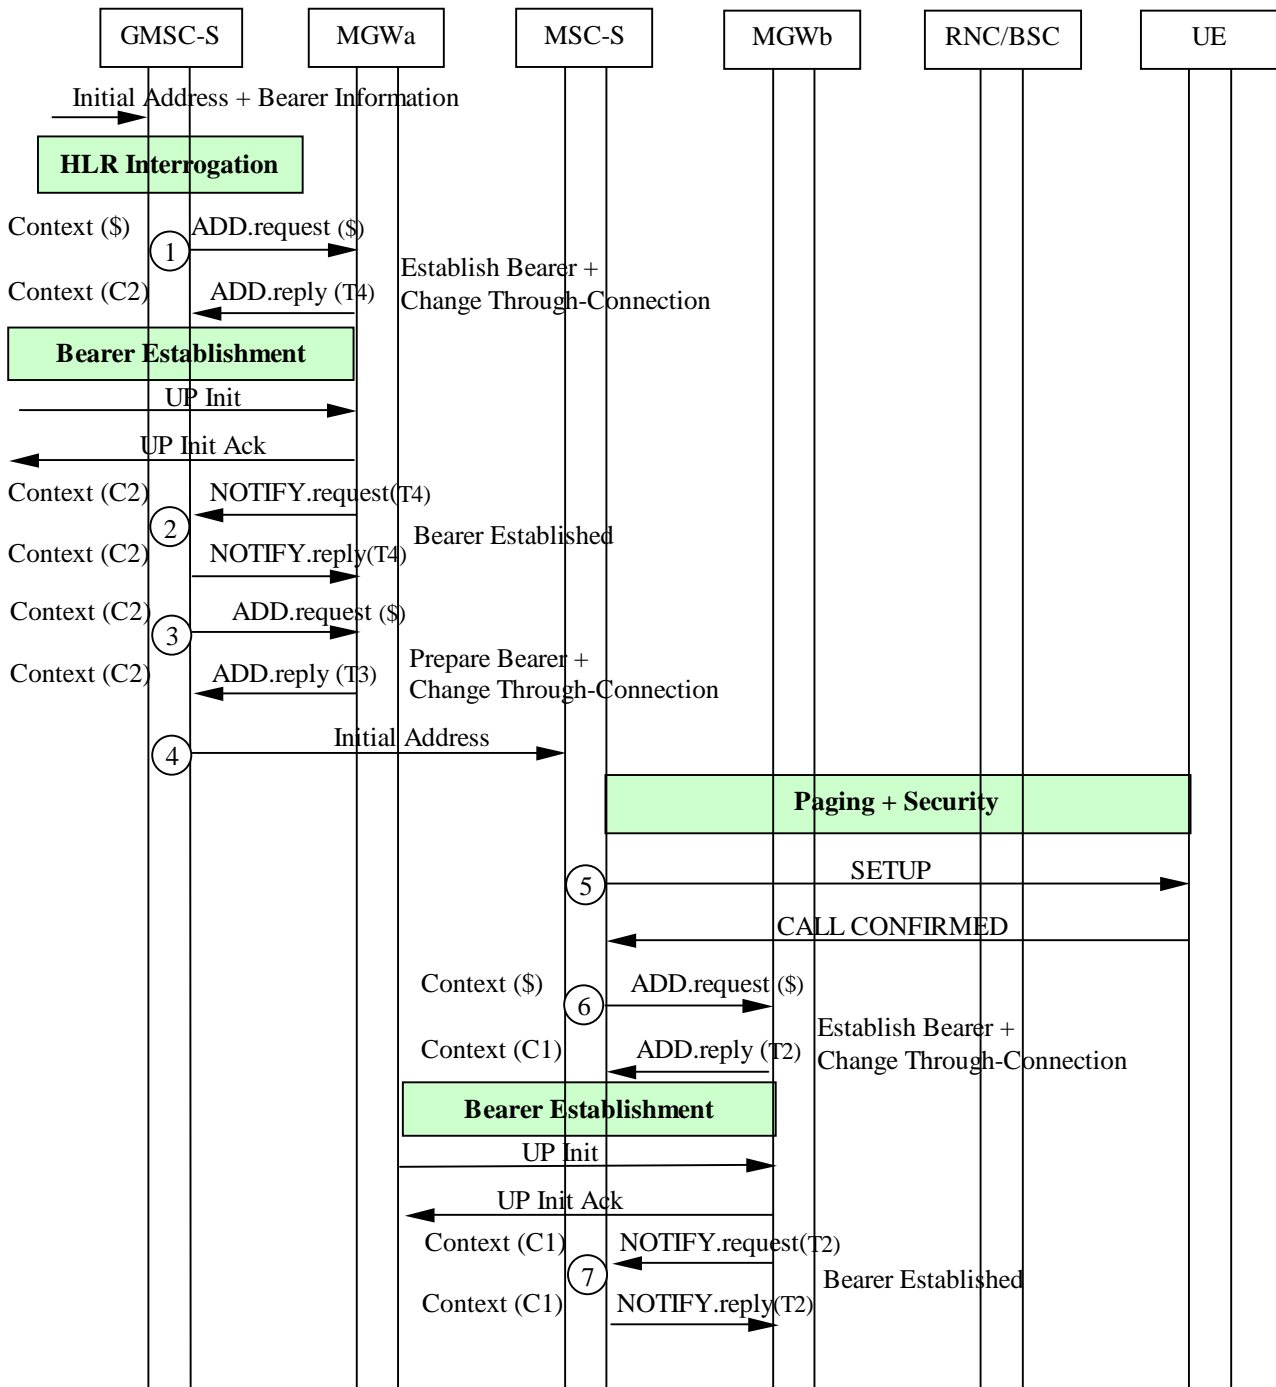 GMSC-S MGWa MSC-S MGWb RNC/BSC UE
Initial Address + Bearer Information
HLR Interrogation
Context ($) ADD.request ($)
1
Establish Bearer +
Context (C2) ADD.reply (T4)
Change Through-Connection
Bearer Establishment
UP Init
UP Init Ack
Context (C2) NOTIFY.request(T4)
2
Bearer Established
Context (C2) NOTIFY.reply(T4)
Context (C2) ADD.request ($)
3
Prepare Bearer +
Context (C2) ADD.reply (T3)
Change Through-Connection
Initial Address
4
Paging + Security
SETUP
5
CALL CONFIRMED
Context ($) ADD.request ($)
6
Establish Bearer +
Context (C1) ADD.reply (T2)
Change Through-Connection
Bearer Establishment
UP Init
UP Init Ack
Context (C1) NOTIFY.request(T2)
7
Bearer Established
Context (C1) NOTIFY.reply(T2)